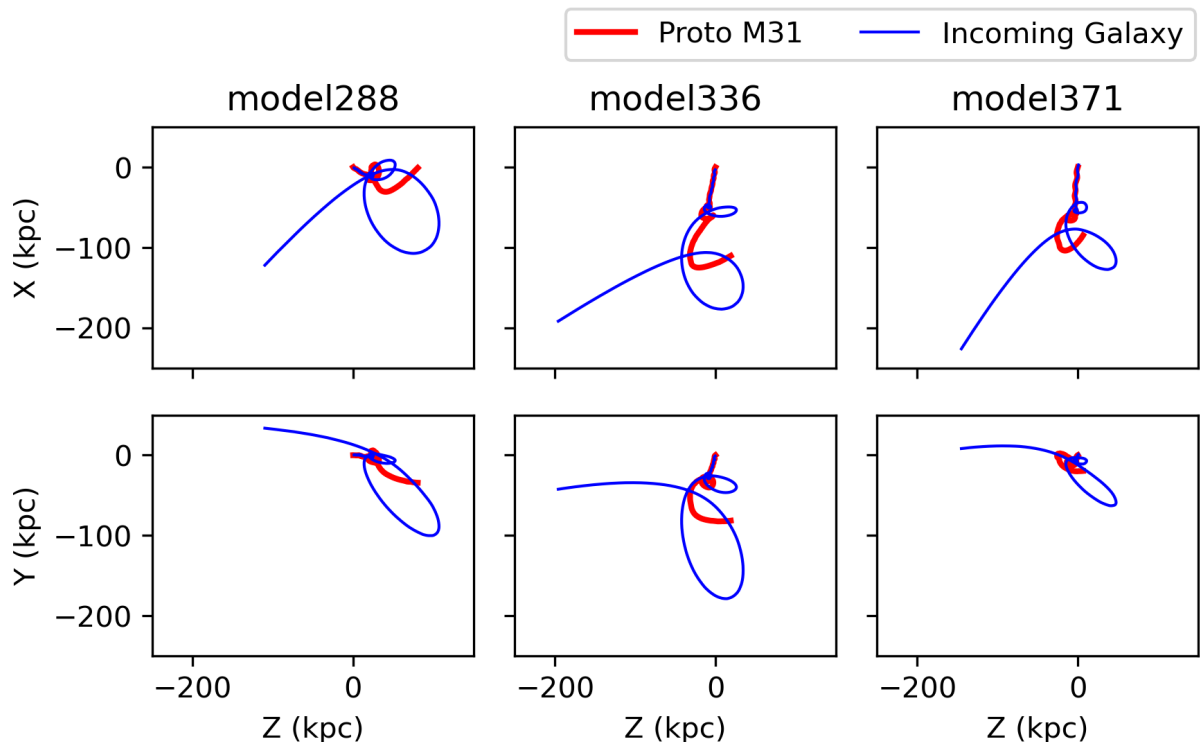 Proto M31 Incoming Galaxy
model288 model336 model371
0
−100
−200
X (kpc)
0
−100
−200
Y (kpc)
−200 0 −200 0 −200 0
Z (kpc) Z (kpc) Z (kpc)